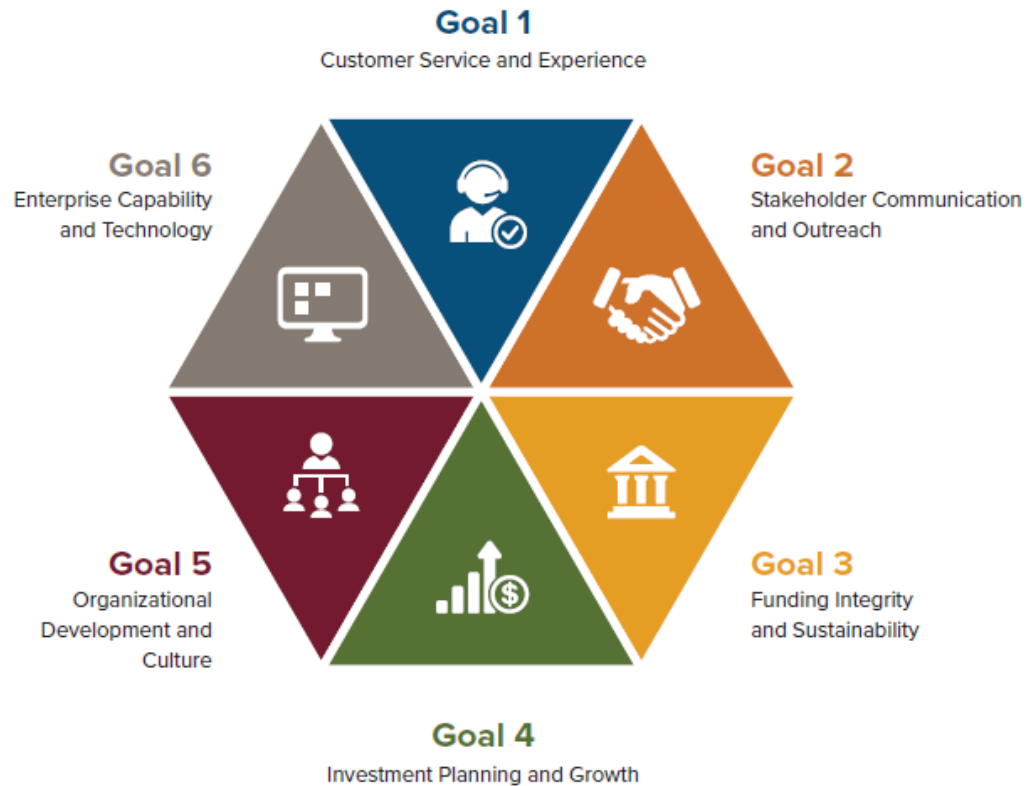 Goal 1
Customer Service and Experience
Goal 2
Stakeholder Communication
and Outreach
Goal 3
Funding Integrity
and Sustainability
$
Goal 4
Investment Planning and Growth
Goal 5
Organizational
Development and
Culture
Goal 6
Enterprise Capability
and Technology